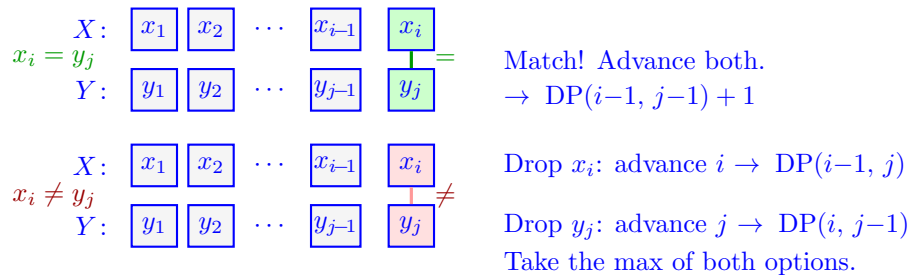 X: x₁ x₂ ⋯ xᵢ₋₁ xᵢ
xᵢ = yⱼ =
Y: y₁ y₂ ⋯ yⱼ₋₁ yⱼ
Match! Advance both.
→ DP(i−1, j−1) + 1
X: x₁ x₂ ⋯ xᵢ₋₁ xᵢ
xᵢ ≠ yⱼ ≠
Y: y₁ y₂ ⋯ yⱼ₋₁ yⱼ
Drop xᵢ: advance i → DP(i−1, j)
Drop yⱼ: advance j → DP(i, j−1)
Take the max of both options.